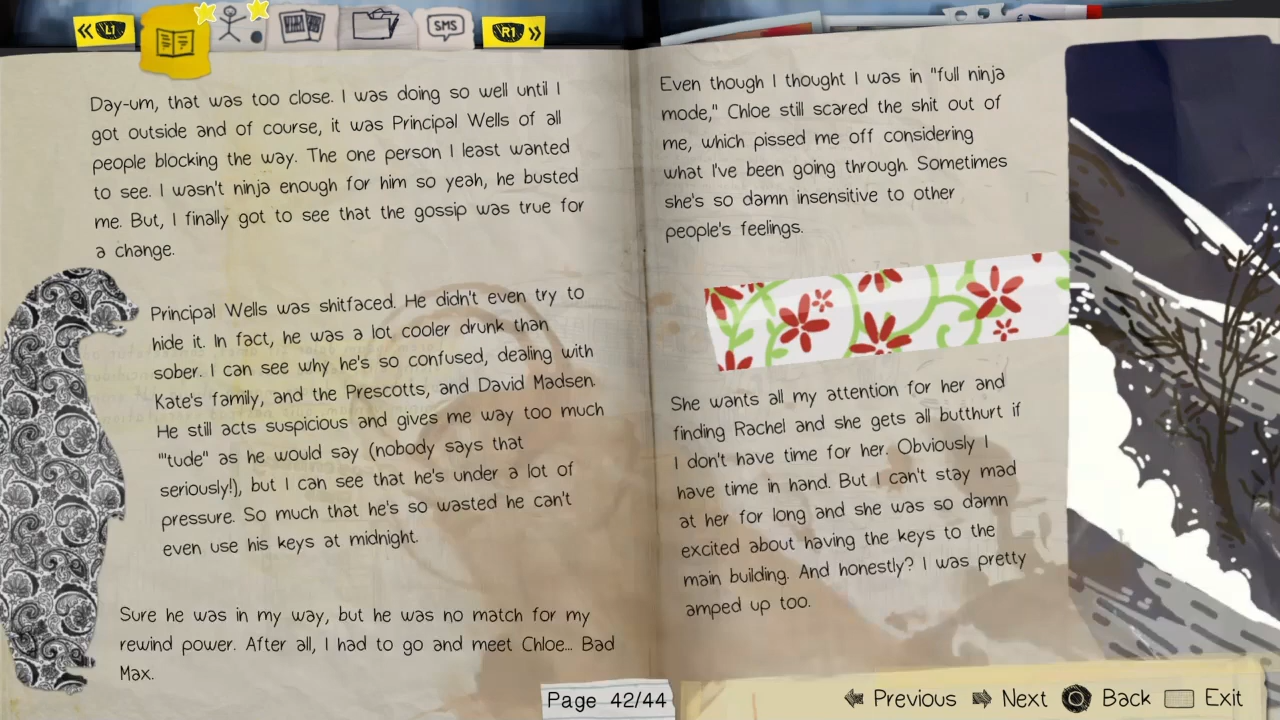 L1
SMS
R1
Day-um, that was too close. I was doing so well until I
got outside and of course, it was Principal Wells of all
people blocking the way. The one person I least wanted
to see. I wasn't ninja enough for him so yeah, he busted
me. But, I finally got to see that the gossip was true for
a change.
Principal Wells was shitfaced. He didn't even try to
hide it. In fact, he was a lot cooler drunk than
sober. I can see why he's so confused, dealing with
Kate's family, and the Prescotts, and David Madsen.
He still acts suspicious and gives me way too much
"'tude" as he would say (nobody says that
seriously!), but I can see that he's under a lot of
pressure. So much that he's so wasted he can't
even use his keys at midnight.
Sure he was in my way, but he was no match for my
rewind power. After all, I had to go and meet Chloe... Bad
Max.
Even though I thought I was in "full ninja
mode," Chloe still scared the shit out of
me, which pissed me off considering
what I've been going through. Sometimes
she's so damn insensitive to other
people's feelings.
She wants all my attention for her and
finding Rachel and she gets all butthurt if
I don't have time for her. Obviously I
have time in hand. But I can't stay mad
at her for long and she was so damn
excited about having the keys to the
main building. And honestly? I was pretty
amped up too.
Page 42/44
Previous Next Back Exit